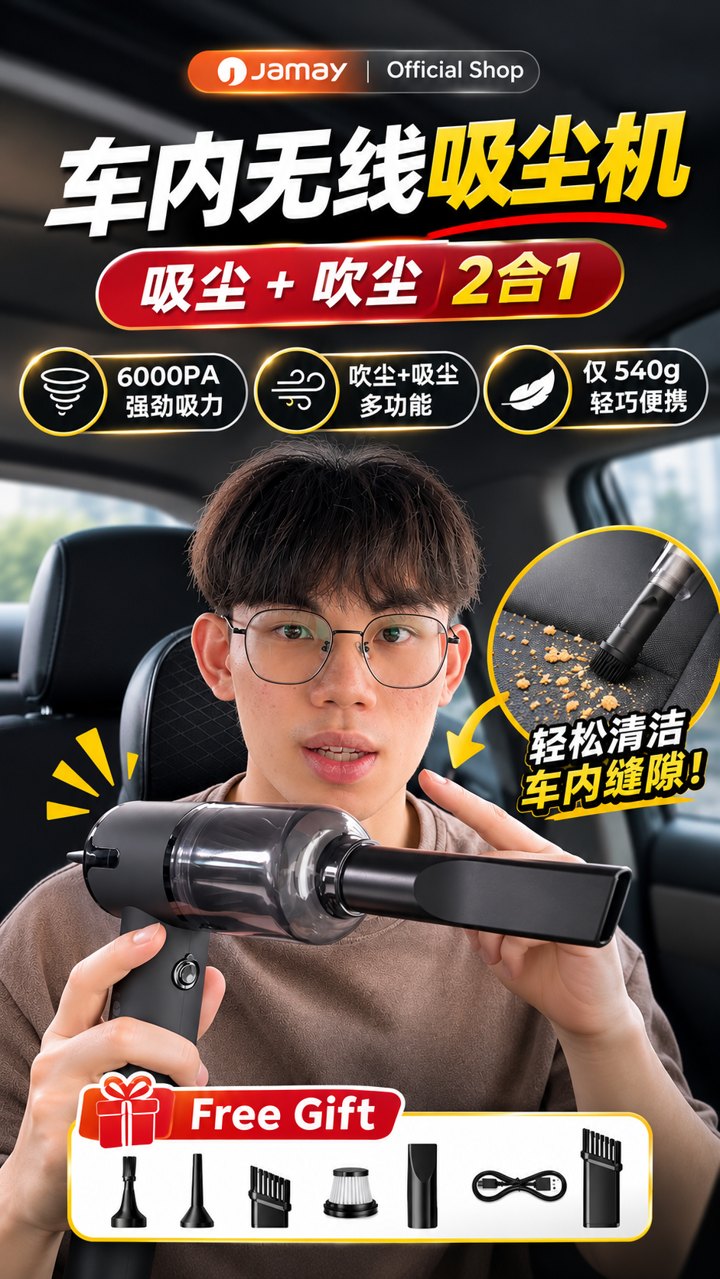 Jamay | Official Shop
车内无线吸尘机
吸尘 + 吹尘 2合1
6000PA
强劲吸力
吹尘+吸尘
多功能
仅 540g
轻巧便携
轻松清洁
车内缝隙!
Free Gift